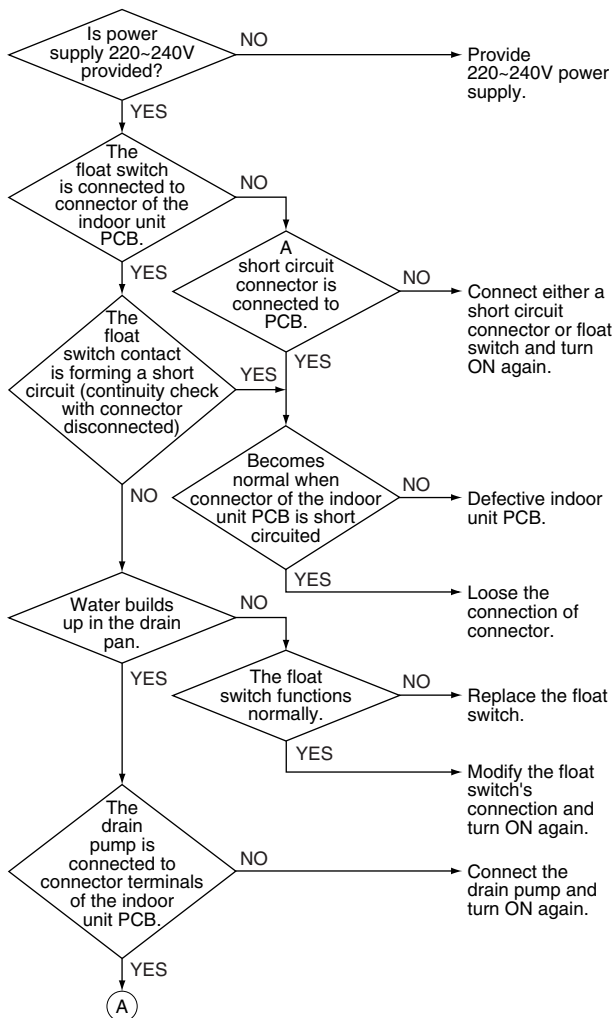 Is power
supply 220~240V
provided?
NO
Provide
220~240V power
supply.
YES
The
float switch
is connected to
connector of the
indoor unit
PCB.
NO
YES
A
short circuit
connector is
connected to
PCB.
NO
Connect either a
short circuit
connector or float
switch and turn
ON again.
YES
The
float
switch contact
is forming a short
circuit (continuity check
with connector
disconnected)
YES
NO
Becomes
normal when
connector of the indoor
unit PCB is short
circuited
NO
Defective indoor
unit PCB.
YES
Loose the
connection of
connector.
Water builds
up in the drain
pan.
NO
YES
The float
switch functions
normally.
NO
Replace the float
switch.
YES
Modify the float
switch's
connection and
turn ON again.
The
drain
pump is
connected to
connector terminals
of the indoor
unit PCB.
NO
Connect the
drain pump and
turn ON again.
YES
A